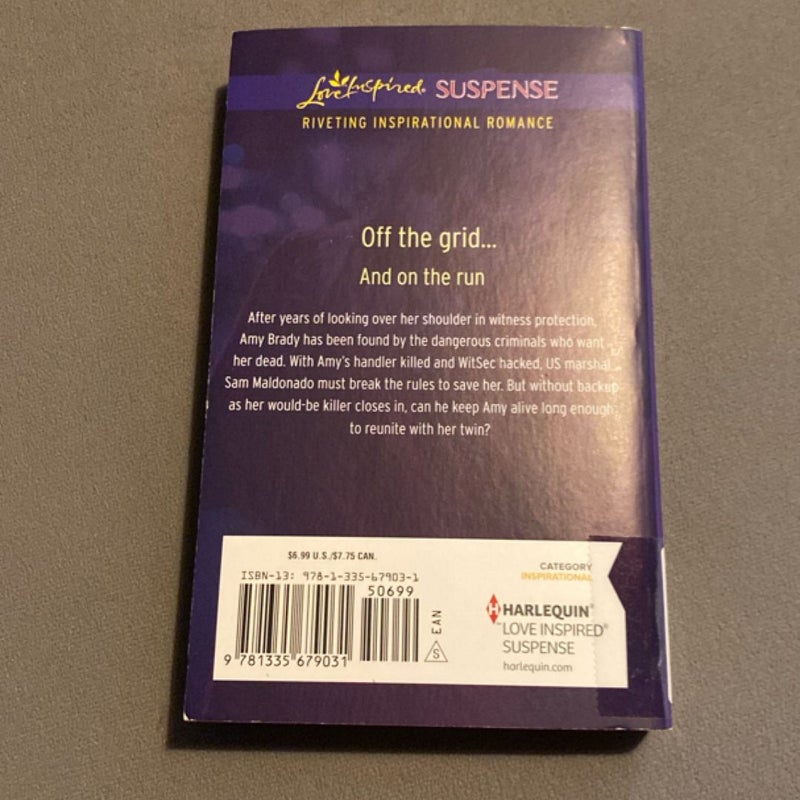 Love Inspired® SUSPENSE
RIVETING INSPIRATIONAL ROMANCE
Off the grid...
And on the run
After years of looking over her shoulder in witness protection,
Amy Brady has been found by the dangerous criminals who want
her dead. With Amy's handler killed and WitSec hacked, US marshal
Sam Maldonado must break the rules to save her. But without backup
as her would-be killer closes in, can he keep Amy alive long enough
to reunite with her twin?
$6.99 U.S./$7.75 CAN.
ISBN-13: 978-1-335-67903-1
50699
9 781335 679031
EAN
S
CATEGORY
INSPIRATIONAL
H HARLEQUIN®
™LOVE INSPIRED®
SUSPENSE
harlequin.com